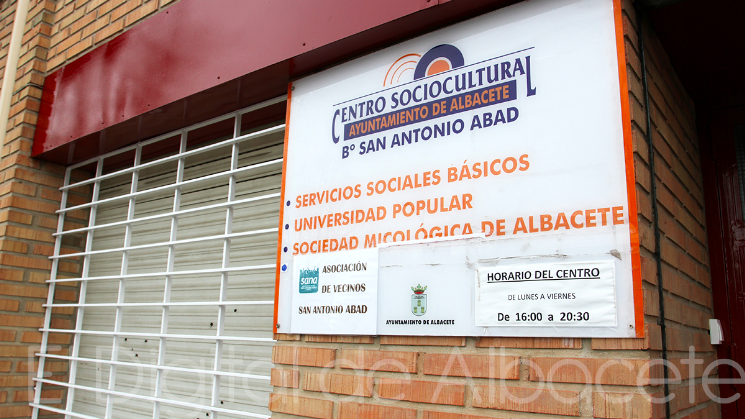 CENTRO SOCIOCULTURAL
AYUNTAMIENTO DE ALBACETE
Bº SAN ANTONIO ABAD
• SERVICIOS SOCIALES BÁSICOS
• UNIVERSIDAD POPULAR
• SOCIEDAD MICOLÓGICA DE ALBACETE
sana
ASOCIACIÓN
DE VECINOS
SAN ANTONIO ABAD
AYUNTAMIENTO DE ALBACETE
HORARIO DEL CENTRO
DE LUNES A VIERNES
De 16:00 a 20:30
El Digital de Albacete